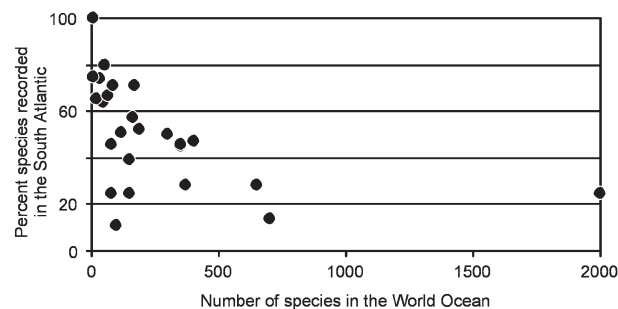 Percent species recorded
in the South Atlantic
100
60
20
0
0 500 1000 1500 2000
Number of species in the World Ocean